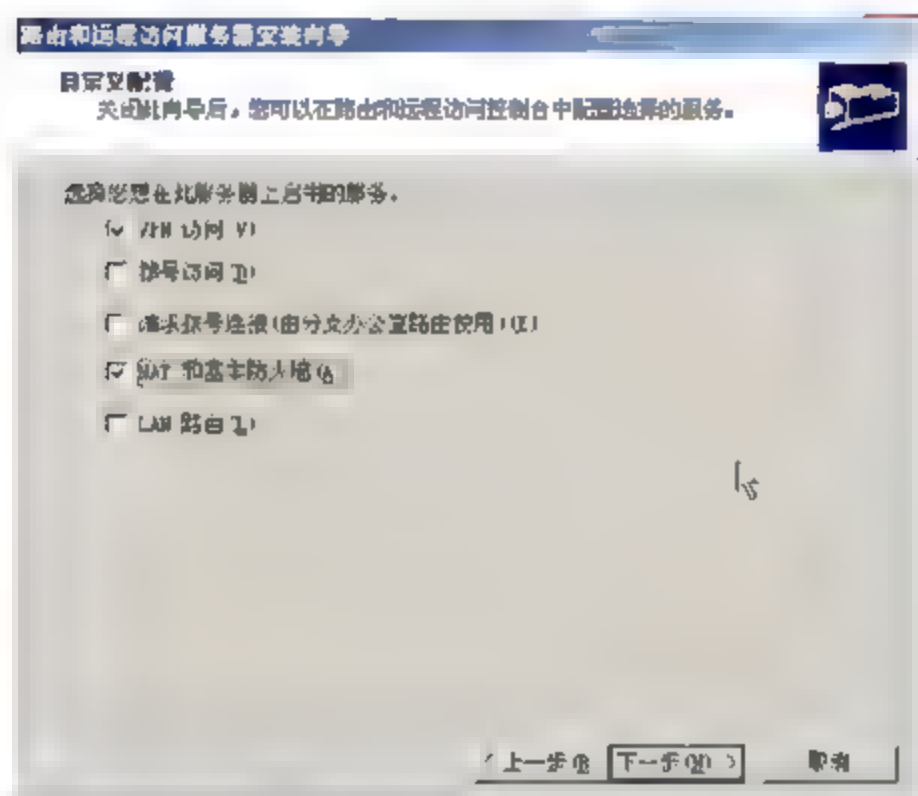 路由和远程访问服务器安装向导
自定义配置
关闭此向导后，您可以在路由和远程访问控制台中配置选择的服务。
选择您想在此服务器上启用的服务。
VPN 访问(V)
拨号访问(D)
请求拨号连接(由分支办公室路由使用)(E)
NAT 和基本防火墙(A)
LAN 路由(L)
< 上一步(B)
下一步(N) >
取消